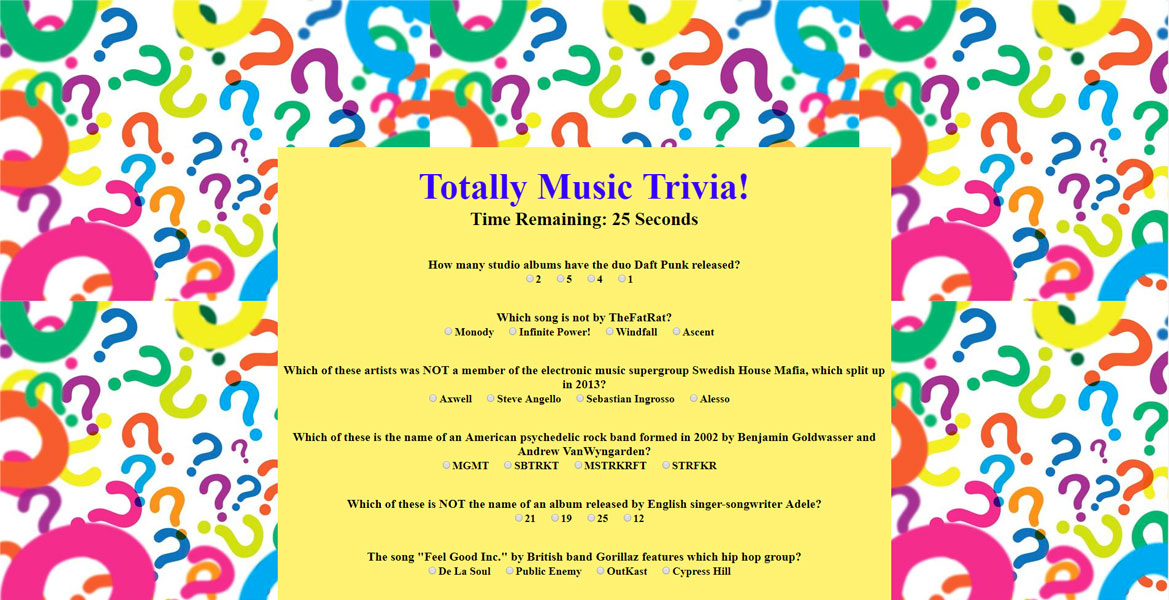 Totally Music Trivia!
Time Remaining: 25 Seconds
How many studio albums have the duo Daft Punk released?
2 5 4 1
Which song is not by TheFatRat?
Monody Infinite Power! Windfall Ascent
Which of these artists was NOT a member of the electronic music supergroup Swedish House Mafia, which split up
in 2013?
Axwell Steve Angello Sebastian Ingrosso Alesso
Which of these is the name of an American psychedelic rock band formed in 2002 by Benjamin Goldwasser and
Andrew VanWyngarden?
MGMT SBTRKT MSTRKRFT STRFKR
Which of these is NOT the name of an album released by English singer-songwriter Adele?
21 19 25 12
The song "Feel Good Inc." by British band Gorillaz features which hip hop group?
De La Soul Public Enemy OutKast Cypress Hill